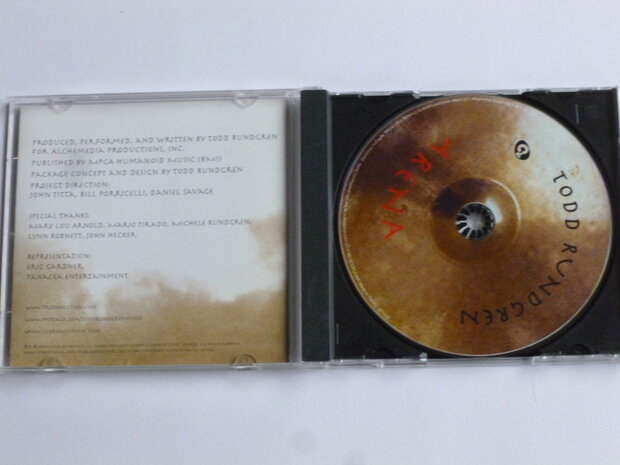 PRODUCED, PERFORMED, AND WRITTEN BY TODD RUNDGREN
FOR ALCHEMEDIA PRODUCTIONS, INC.
PUBLISHED BY MPCA HUMANOID MUSIC (BMI)
PACKAGE CONCEPT AND DESIGN BY TODD RUNDGREN
PROJECT DIRECTION:
JOHN TITTA, BILL PORRICELLI, DANIEL SAVAGE
SPECIAL THANKS:
MARY LOU ARNOLD, MARIO TIRADO, MICHELE RUNDGREN,
LYNN ROBNETT, JOHN HECKER
REPRESENTATION:
ERIC GARDNER
PANACEA ENTERTAINMENT
ARENA
TODD RUNDGREN